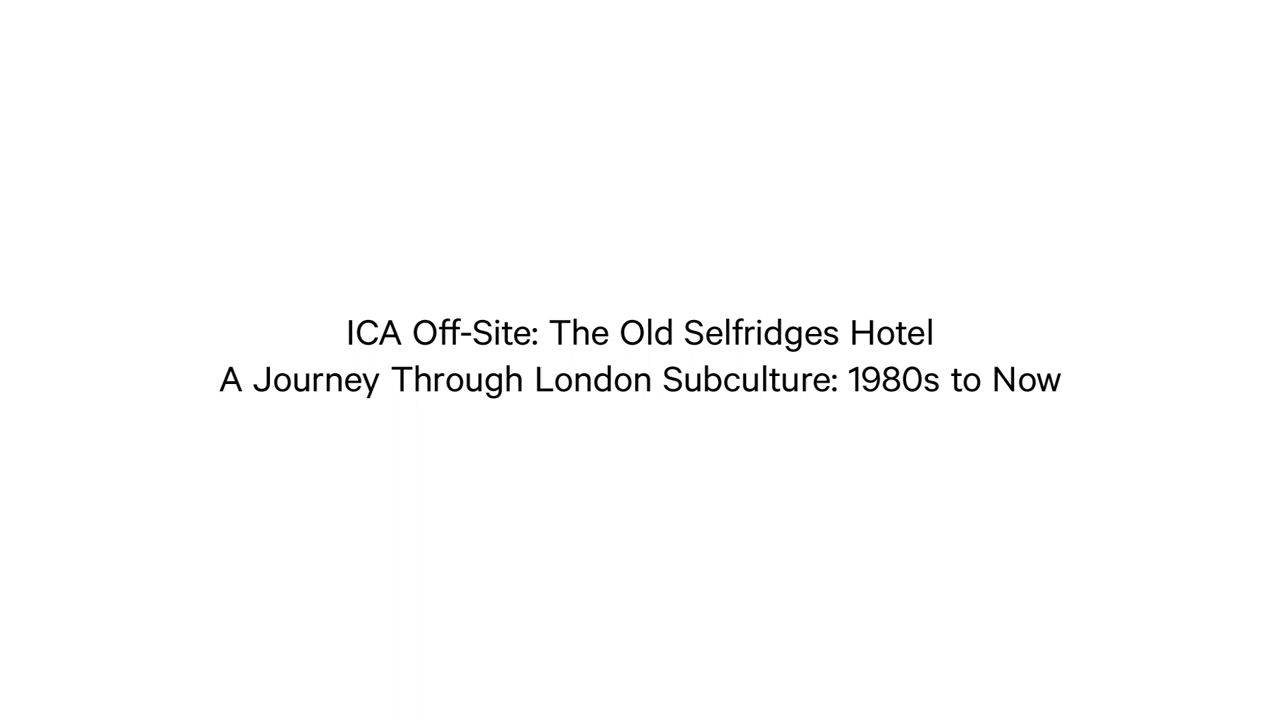 ICA Off-Site: The Old Selfridges Hotel
A Journey Through London Subculture: 1980s to Now